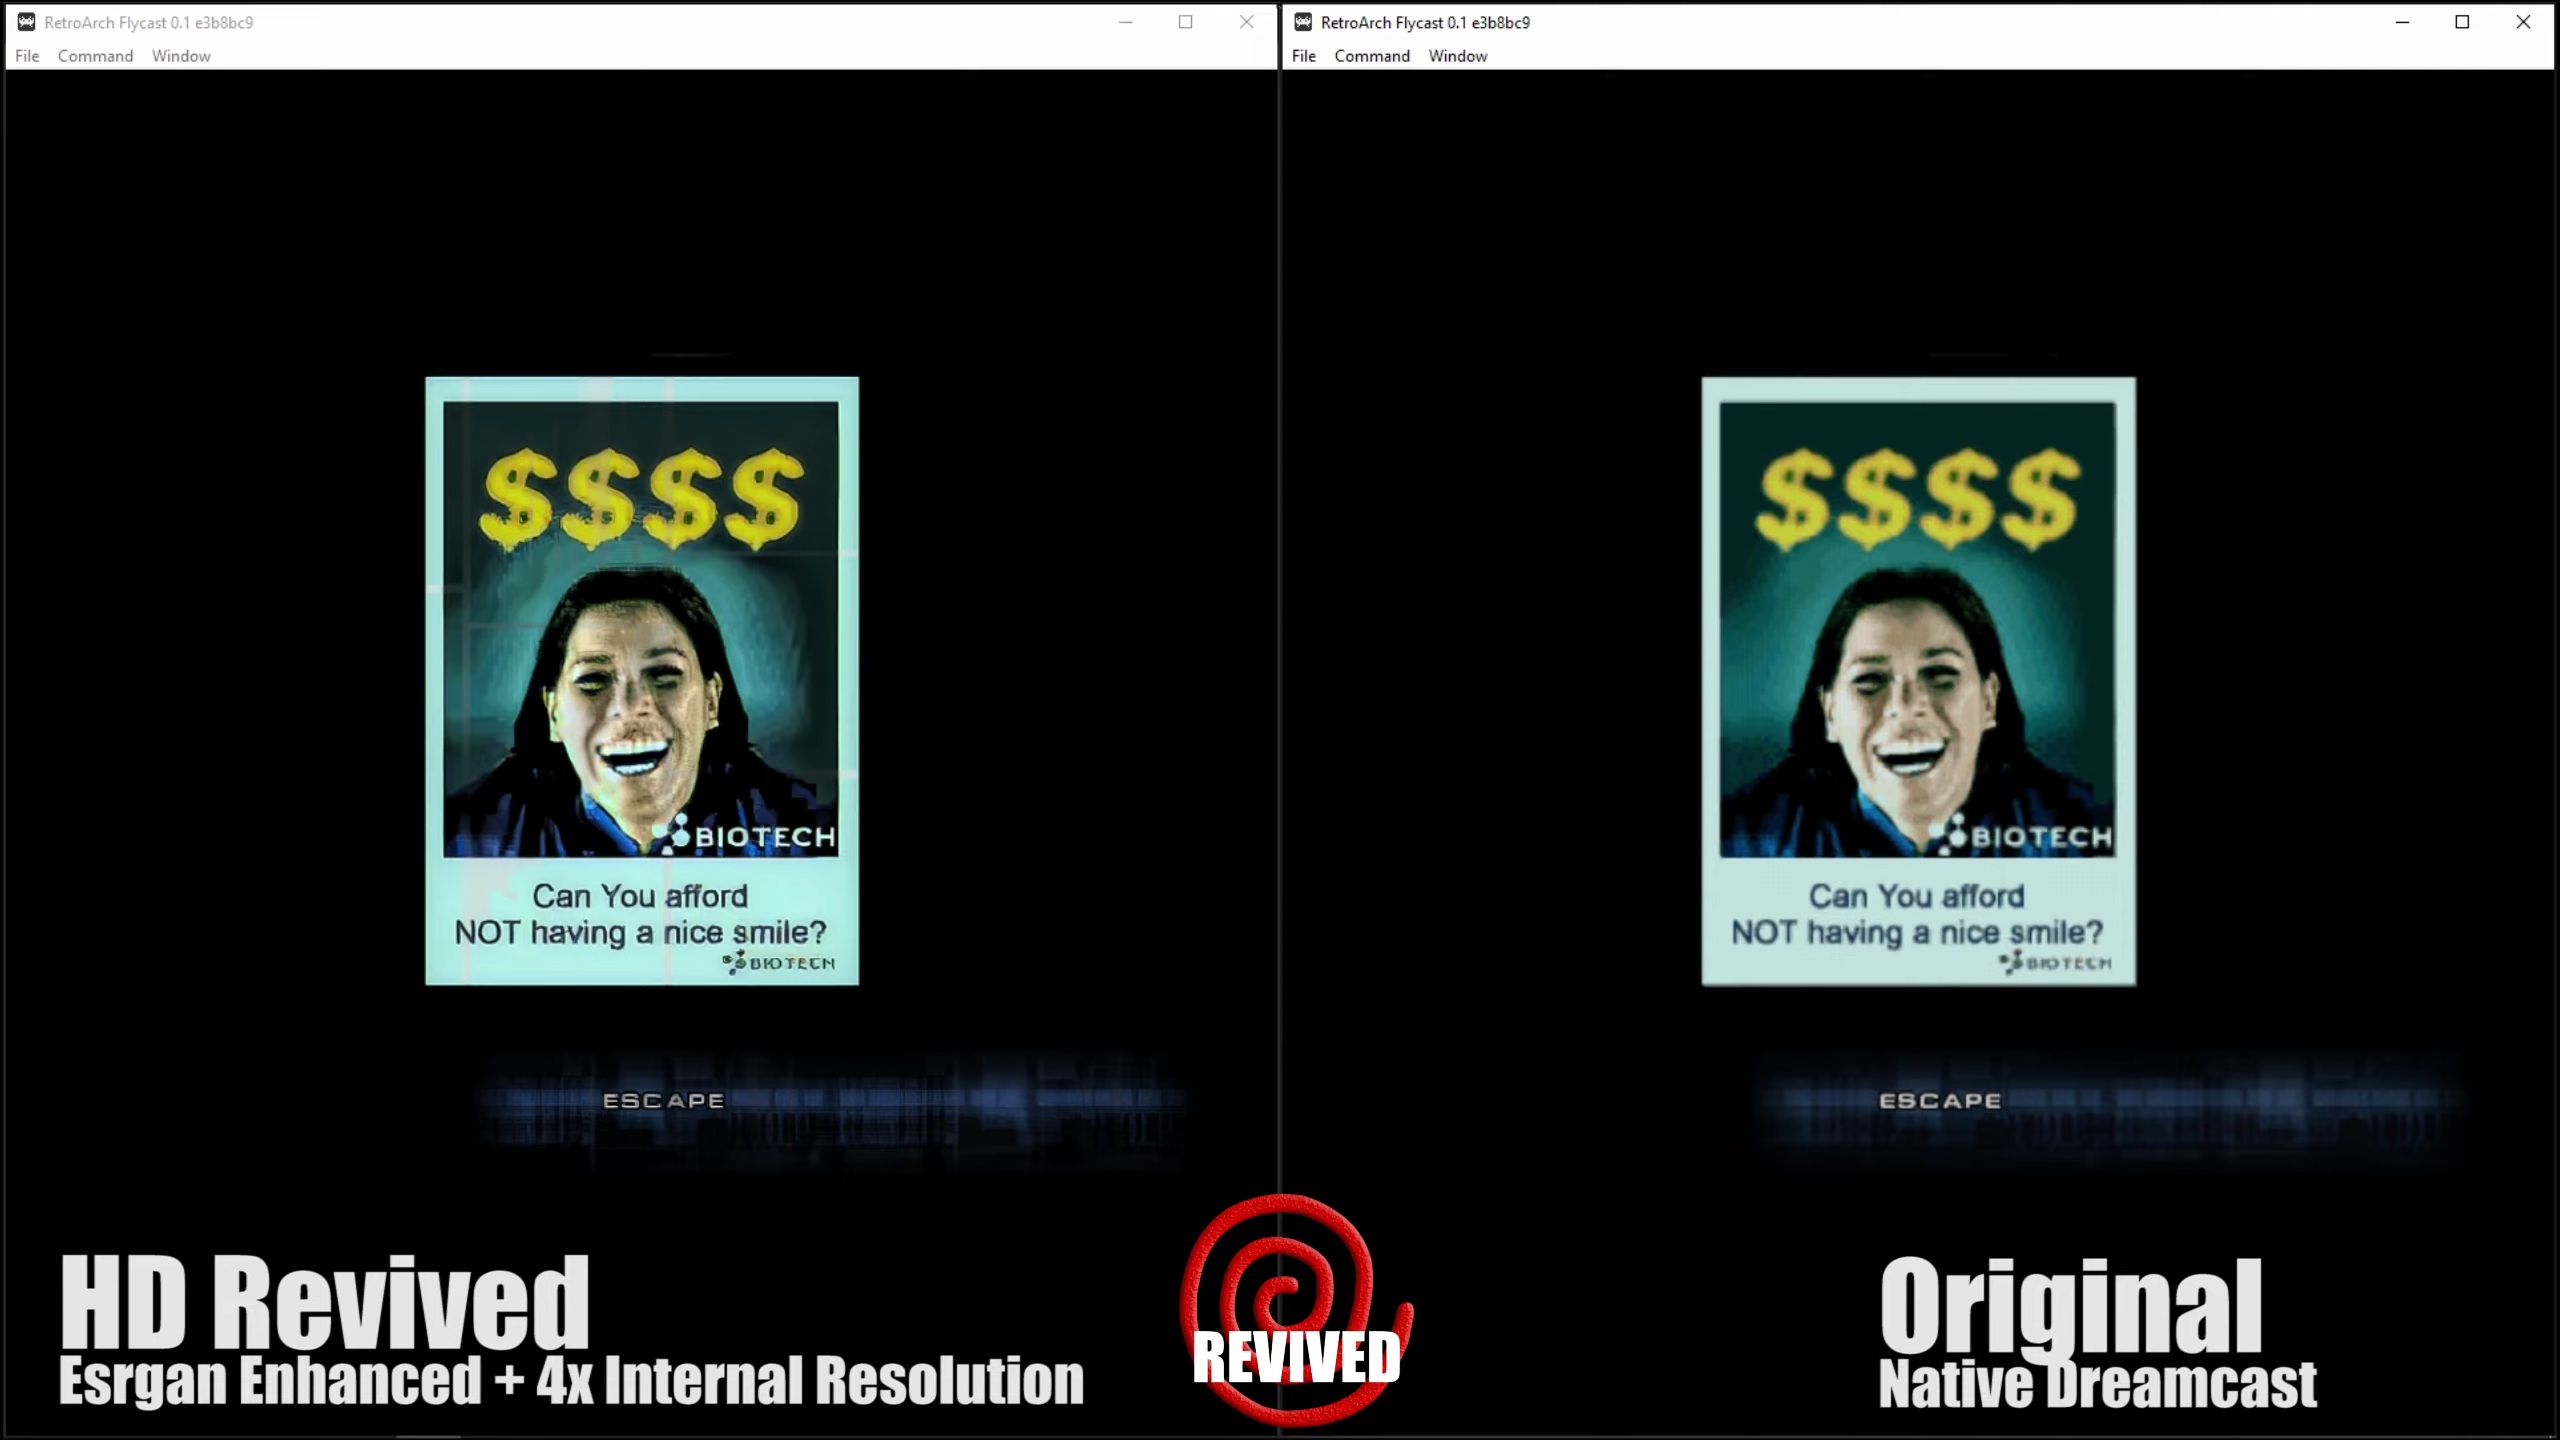 RetroArch Flycast 0.1 e3b8bc9
File Command Window
$$$$
BIOTECH
Can You afford
NOT having a nice smile?
BIOTECH
ESCAPE
HD Revived
Esrgan Enhanced + 4x Internal Resolution
REVIVED
RetroArch Flycast 0.1 e3b8bc9
File Command Window
$$$$
BIOTECH
Can You afford
NOT having a nice smile?
BIOTECH
ESCAPE
Original
Native Dreamcast